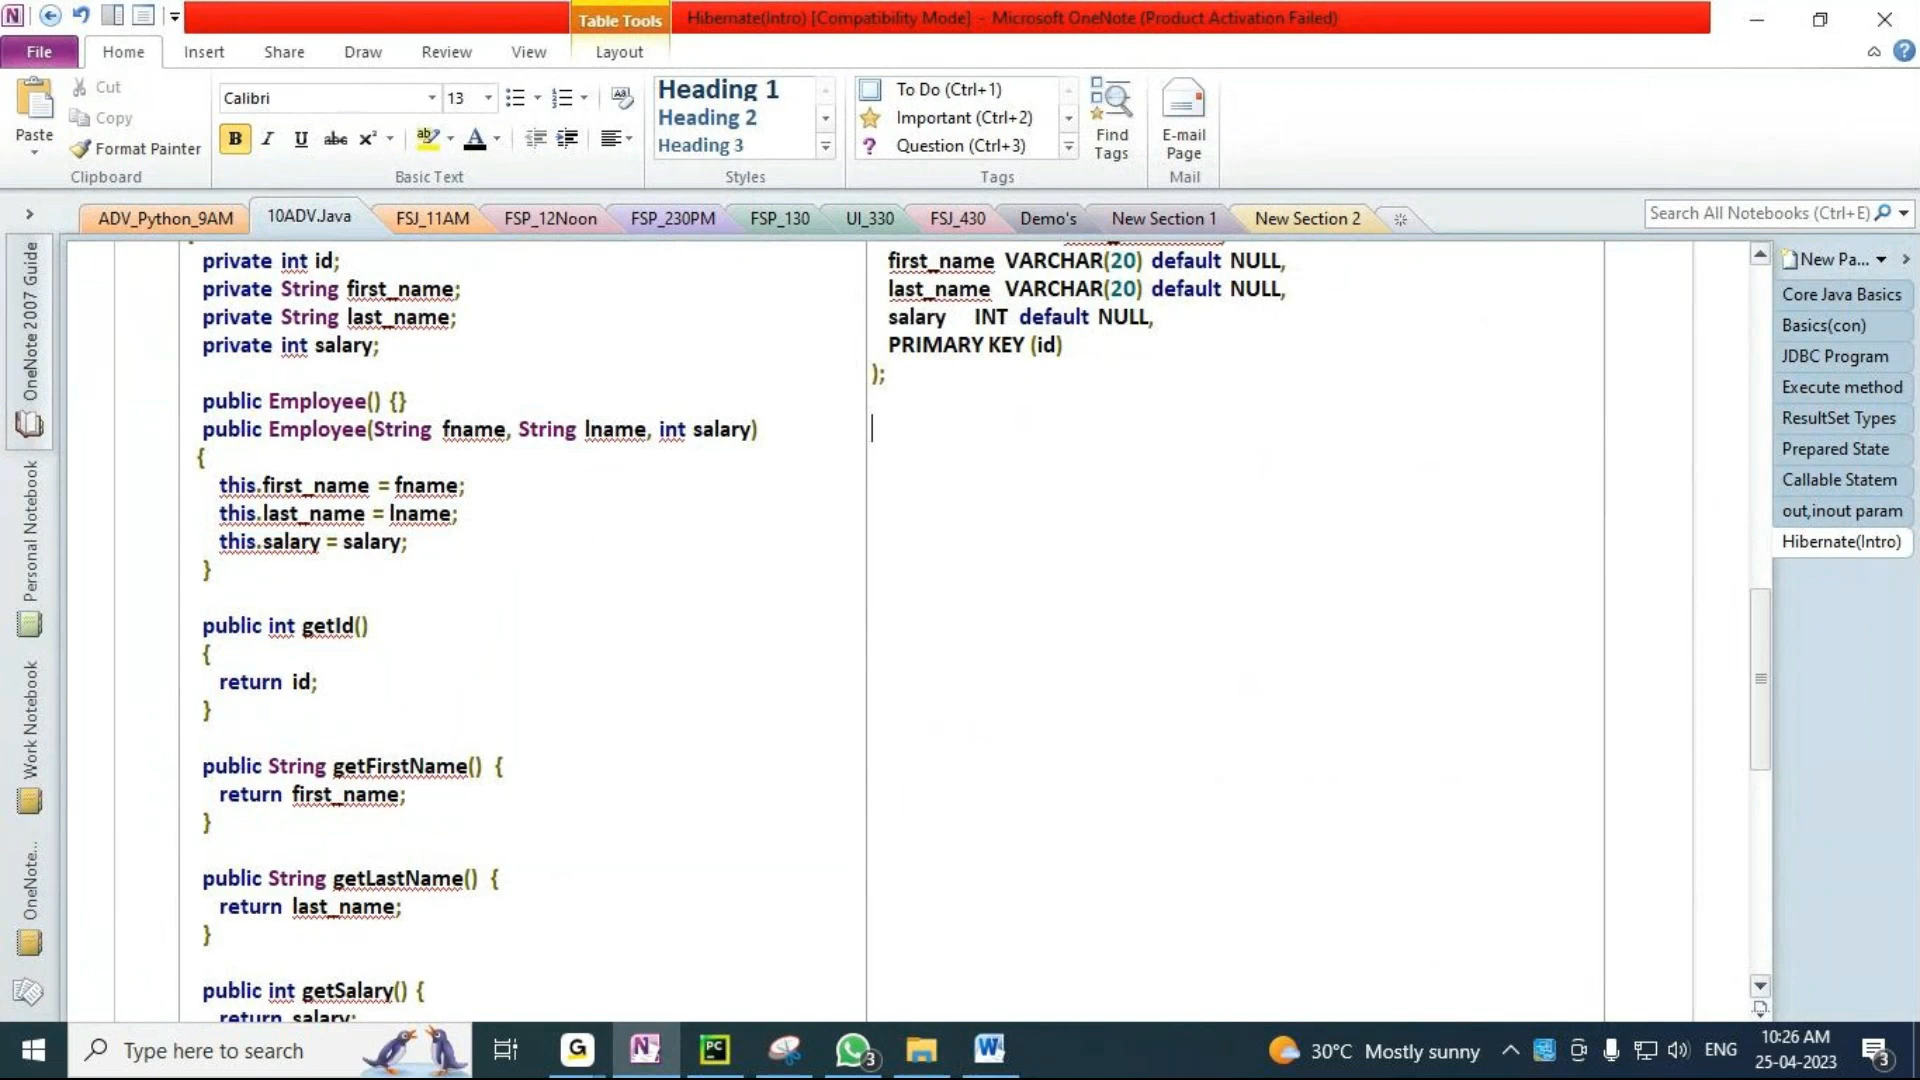 Table Tools
Hibernate(Intro) [Compatibility Mode] - Microsoft OneNote (Product Activation Failed)
File
Home
Insert
Share
Draw
Review
View
Layout
Paste
Cut
Copy
Format Painter
Clipboard
Calibri
13
B I U abc
Basic Text
Heading 1
Heading 2
Heading 3
Styles
To Do (Ctrl+1)
Important (Ctrl+2)
Question (Ctrl+3)
Tags
Find
Tags
E-mail
Page
Mail
ADV_Python_9AM
10ADV.Java
FSJ_11AM
FSP_12Noon
FSP_230PM
FSP_130
UI_330
FSJ_430
Demo's
New Section 1
New Section 2
Search All Notebooks (Ctrl+E)
OneNote 2007 Guide
Personal Notebook
Work Notebook
OneNote...
private int id;
private String first_name;
private String last_name;
private int salary;
public Employee() {}
public Employee(String fname, String lname, int salary)
{
this.first_name = fname;
this.last_name = lname;
this.salary = salary;
}
public int getId()
{
return id;
}
public String getFirstName() {
return first_name;
}
public String getLastName() {
return last_name;
}
public int getSalary() {
return salary;
first_name VARCHAR(20) default NULL,
last_name VARCHAR(20) default NULL,
salary INT default NULL,
PRIMARY KEY (id)
);
New Pa...
Core Java Basics
Basics(con)
JDBC Program
Execute method
ResultSet Types
Prepared State
Callable Statem
out,inout param
Hibernate(Intro)
Type here to search
G
PC
3
W
30°C Mostly sunny
ENG
10:26 AM
25-04-2023
3